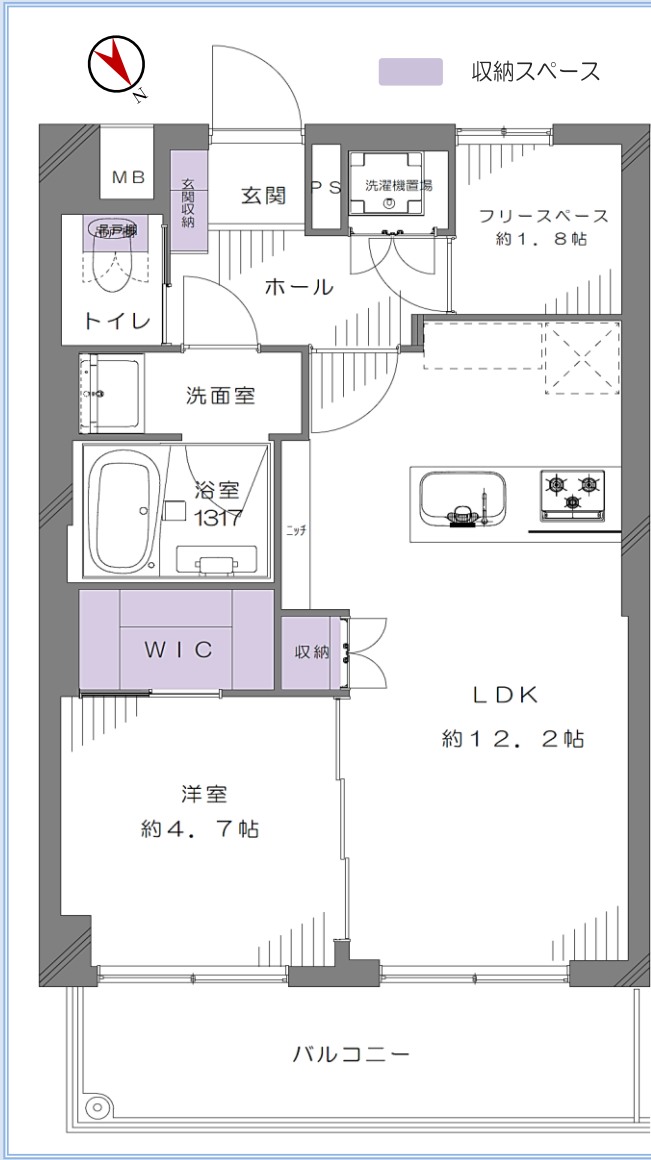 N
収納スペース
MB
玄関収納
玄関
PS
洗濯機置場
フリースペース
約1.8帖
吊戸棚
トイレ
ホール
洗面室
浴室
1317
ニッチ
WIC
収納
LDK
約12.2帖
洋室
約4.7帖
バルコニー